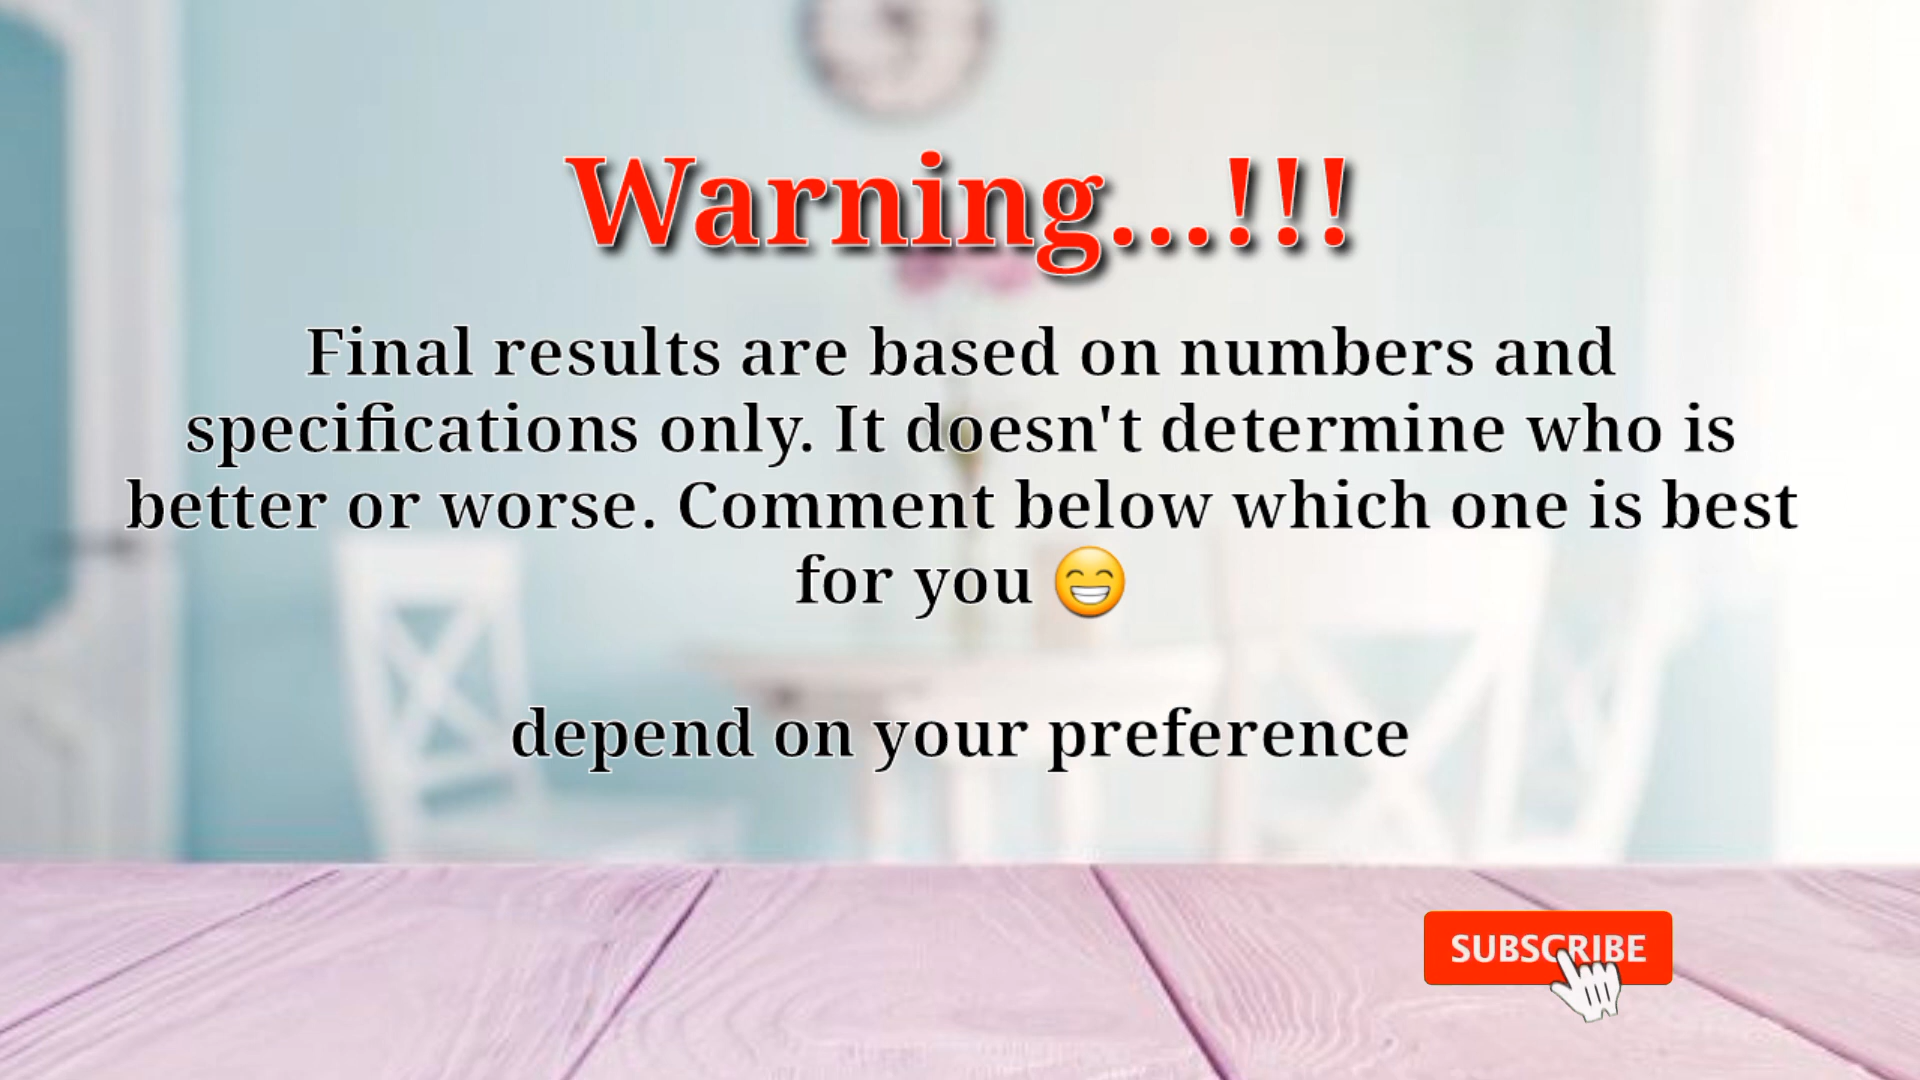 Warning...!!!
Final results are based on numbers and
specifications only. It doesn't determine who is
better or worse. Comment below which one is best
for you 😁
depend on your preference
SUBSCRIBE